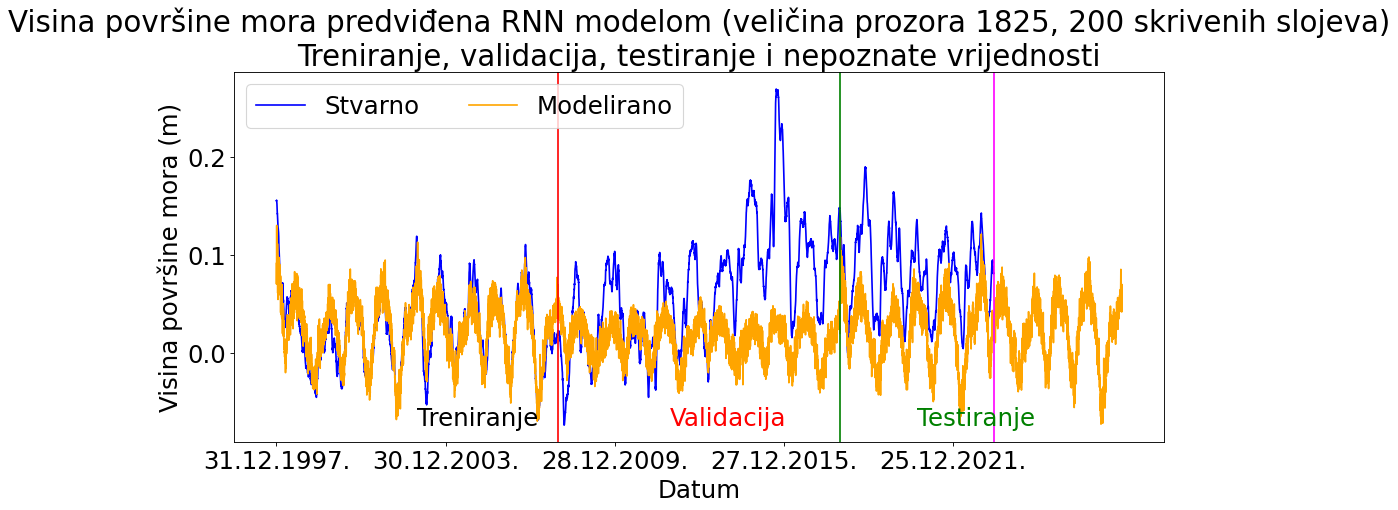 Visina površine mora predviđena RNN modelom (veličina prozora 1825, 200 skrivenih slojeva)
Treniranje, validacija, testiranje i nepoznate vrijednosti
Stvarno Modelirano
Visina površine mora (m)
0.2
0.1
0.0
Treniranje Validacija Testiranje
31.12.1997. 30.12.2003. 28.12.2009. 27.12.2015. 25.12.2021.
Datum